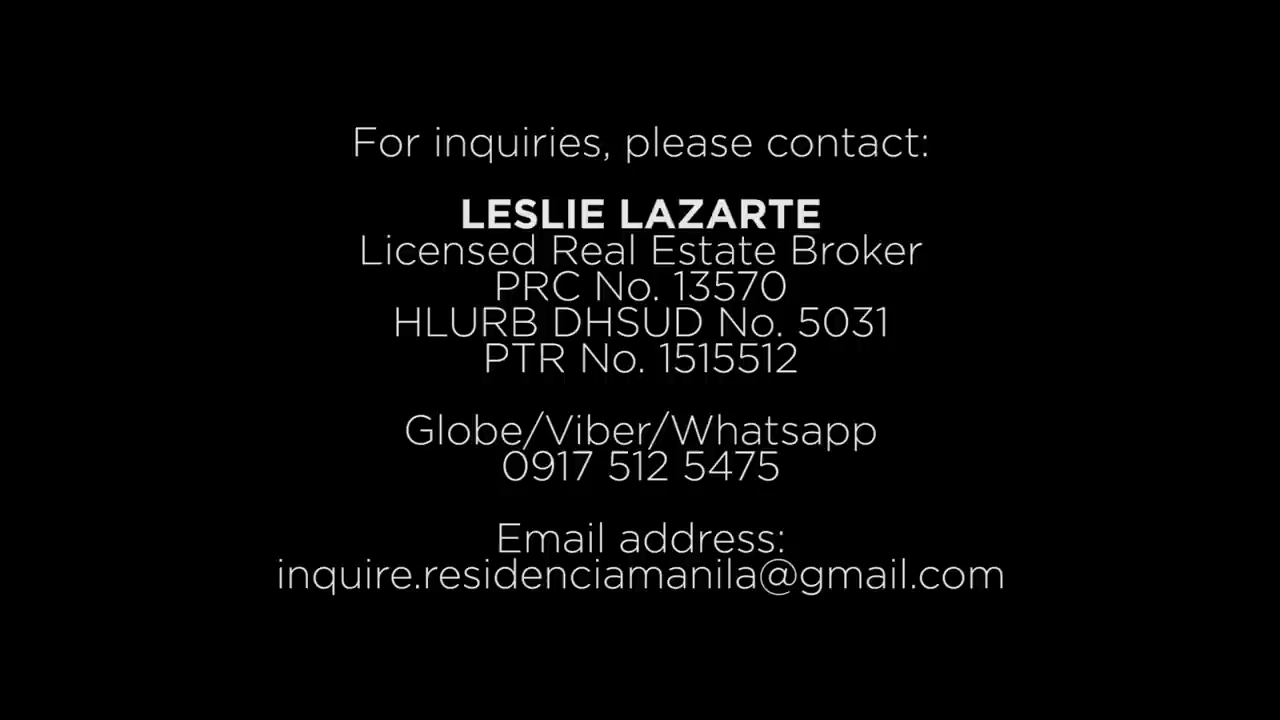 For inquiries, please contact:
LESLIE LAZARTE
Licensed Real Estate Broker
PRC No. 13570
HLURB DHSUD No. 5031
PTR No. 1515512
Globe/Viber/Whatsapp
0917 512 5475
Email address:
inquire.residenciamanila@gmail.com